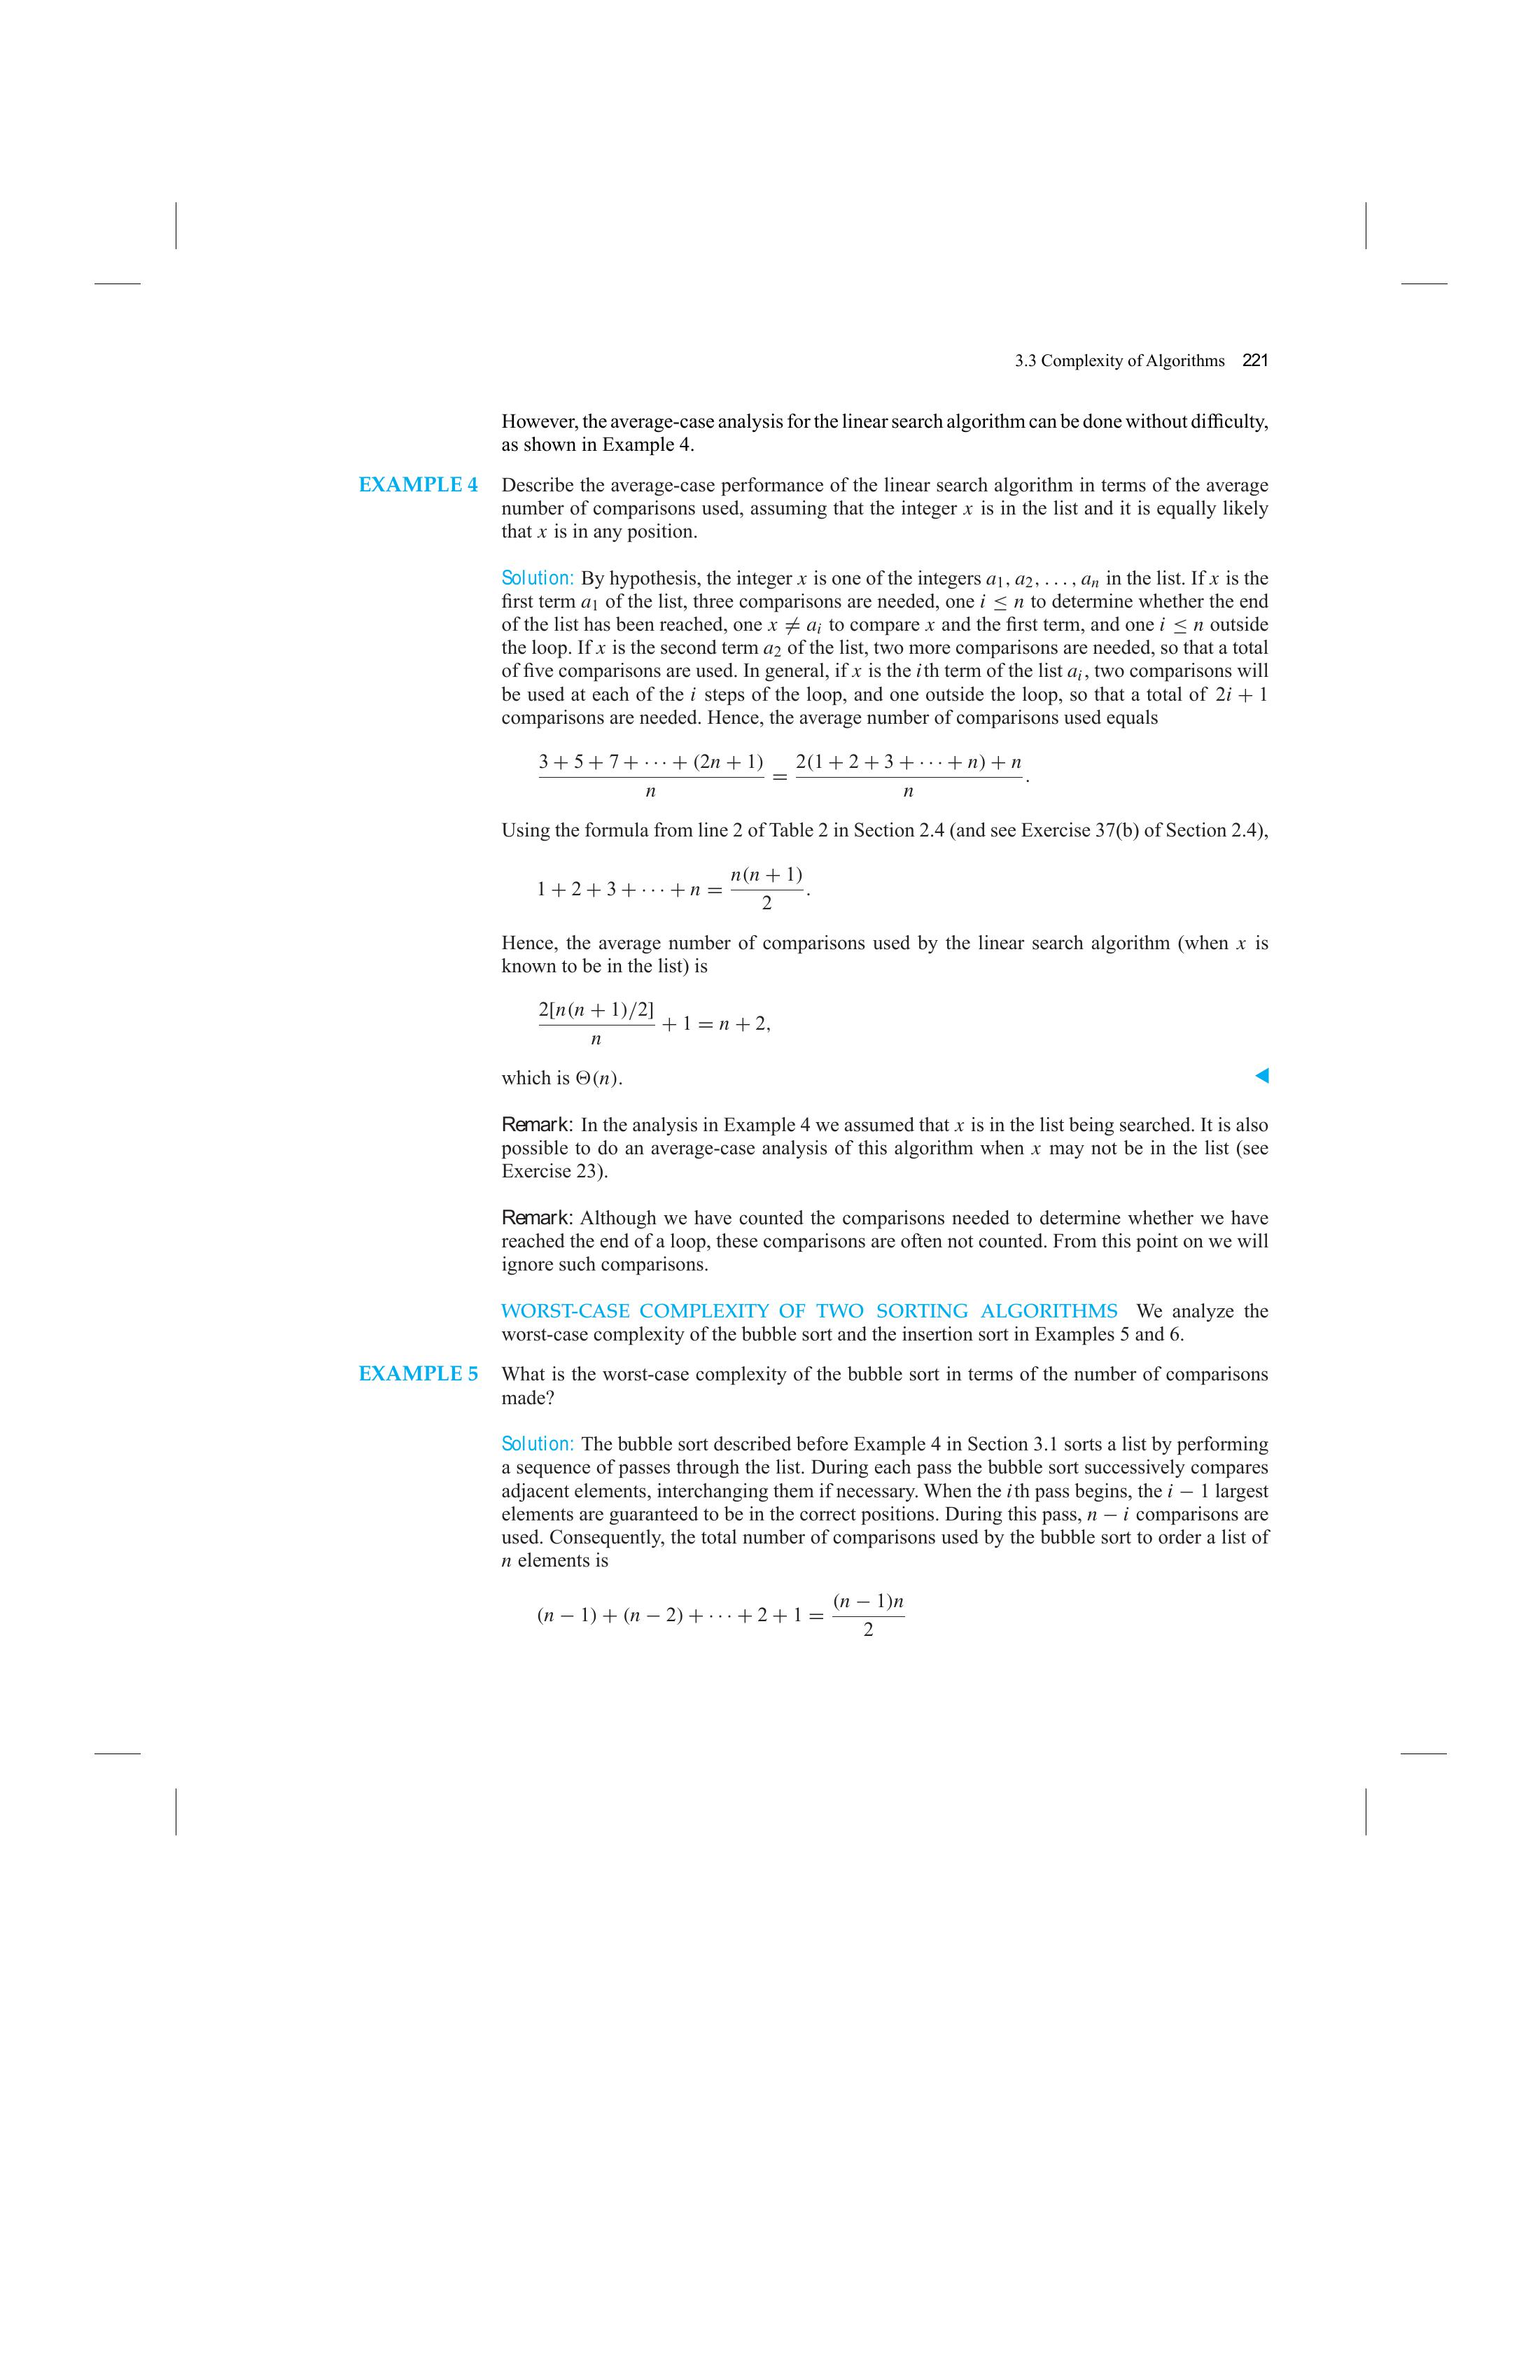 3.3 Complexity of Algorithms 221
However, the average-case analysis for the linear search algorithm can be done without difficulty,
as shown in Example 4.
EXAMPLE 4 Describe the average-case performance of the linear search algorithm in terms of the average
number of comparisons used, assuming that the integer x is in the list and it is equally likely
that x is in any position.
Solution: By hypothesis, the integer x is one of the integers a₁, a₂, . . . , aₙ in the list. If x is the
first term a₁ of the list, three comparisons are needed, one i ≤ n to determine whether the end
of the list has been reached, one x ≠ aᵢ to compare x and the first term, and one i ≤ n outside
the loop. If x is the second term a₂ of the list, two more comparisons are needed, so that a total
of five comparisons are used. In general, if x is the ith term of the list aᵢ, two comparisons will
be used at each of the i steps of the loop, and one outside the loop, so that a total of 2i + 1
comparisons are needed. Hence, the average number of comparisons used equals
3 + 5 + 7 + · · · + (2n + 1) / n = 2(1 + 2 + 3 + · · · + n) + n / n.
Using the formula from line 2 of Table 2 in Section 2.4 (and see Exercise 37(b) of Section 2.4),
1 + 2 + 3 + · · · + n = n(n + 1) / 2.
Hence, the average number of comparisons used by the linear search algorithm (when x is
known to be in the list) is
2[n(n + 1)/2] / n + 1 = n + 2,
which is Θ(n). ◀
Remark: In the analysis in Example 4 we assumed that x is in the list being searched. It is also
possible to do an average-case analysis of this algorithm when x may not be in the list (see
Exercise 23).
Remark: Although we have counted the comparisons needed to determine whether we have
reached the end of a loop, these comparisons are often not counted. From this point on we will
ignore such comparisons.
WORST-CASE COMPLEXITY OF TWO SORTING ALGORITHMS We analyze the
worst-case complexity of the bubble sort and the insertion sort in Examples 5 and 6.
EXAMPLE 5 What is the worst-case complexity of the bubble sort in terms of the number of comparisons
made?
Solution: The bubble sort described before Example 4 in Section 3.1 sorts a list by performing
a sequence of passes through the list. During each pass the bubble sort successively compares
adjacent elements, interchanging them if necessary. When the ith pass begins, the i − 1 largest
elements are guaranteed to be in the correct positions. During this pass, n − i comparisons are
used. Consequently, the total number of comparisons used by the bubble sort to order a list of
n elements is
(n − 1) + (n − 2) + · · · + 2 + 1 = (n − 1)n / 2